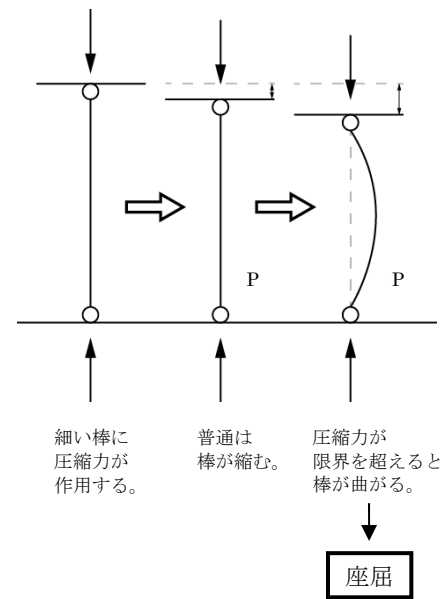 P
P
細い棒に
圧縮力が
作用する。
普通は
棒が縮む。
圧縮力が
限界を超えると
棒が曲がる。
座屈